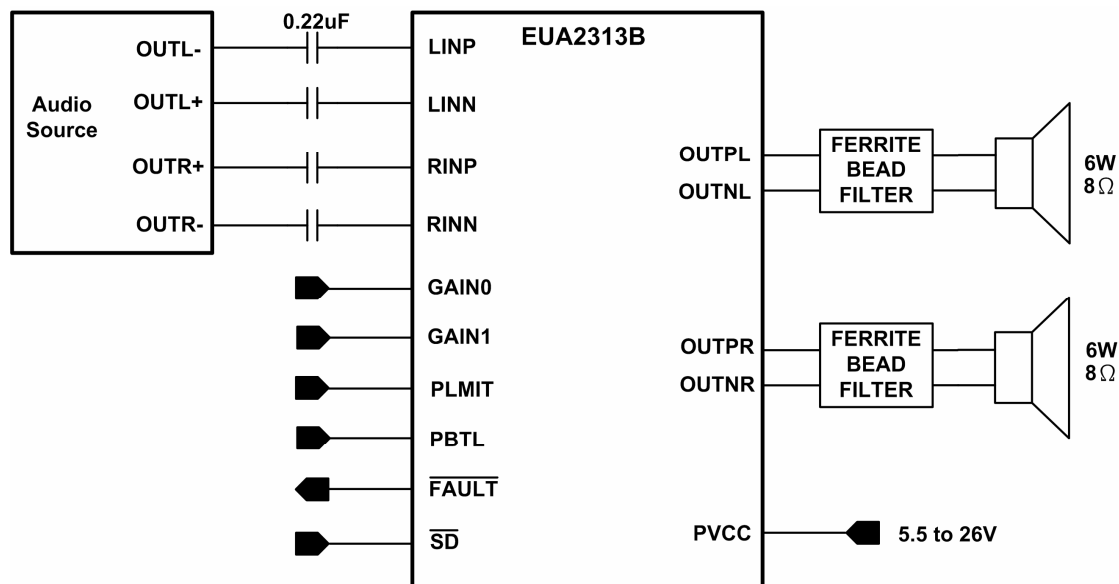 0.22uF
EUA2313B
OUTL-
LINP
Audio
Source
OUTL+
LINN
OUTR+
RINP
OUTR-
RINN
GAIN0
GAIN1
PLMIT
PBTL
FAULT
SD
OUTPL
OUTNL
FERRITE
BEAD
FILTER
6W
8Ω
OUTPR
OUTNR
FERRITE
BEAD
FILTER
6W
8Ω
PVCC
5.5 to 26V